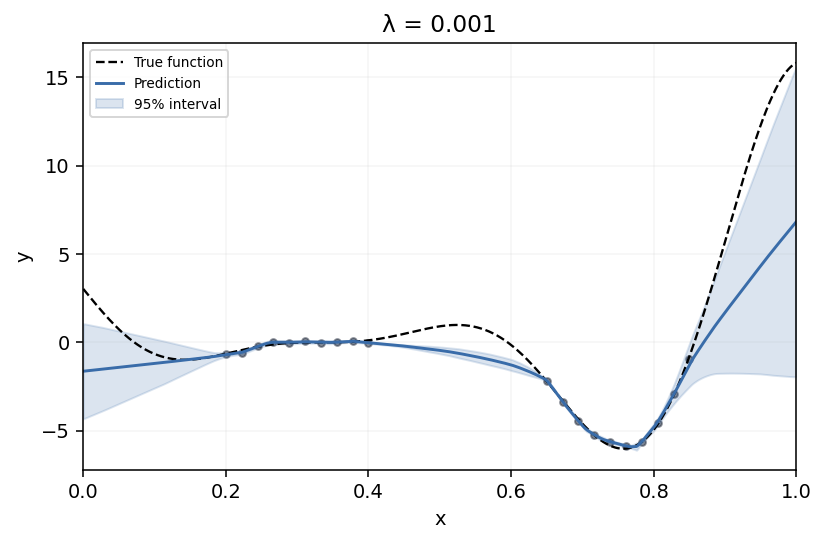 λ = 0.001
True function
Prediction
95% interval
15
10
5
0
−5
y
0.0 0.2 0.4 0.6 0.8 1.0
x